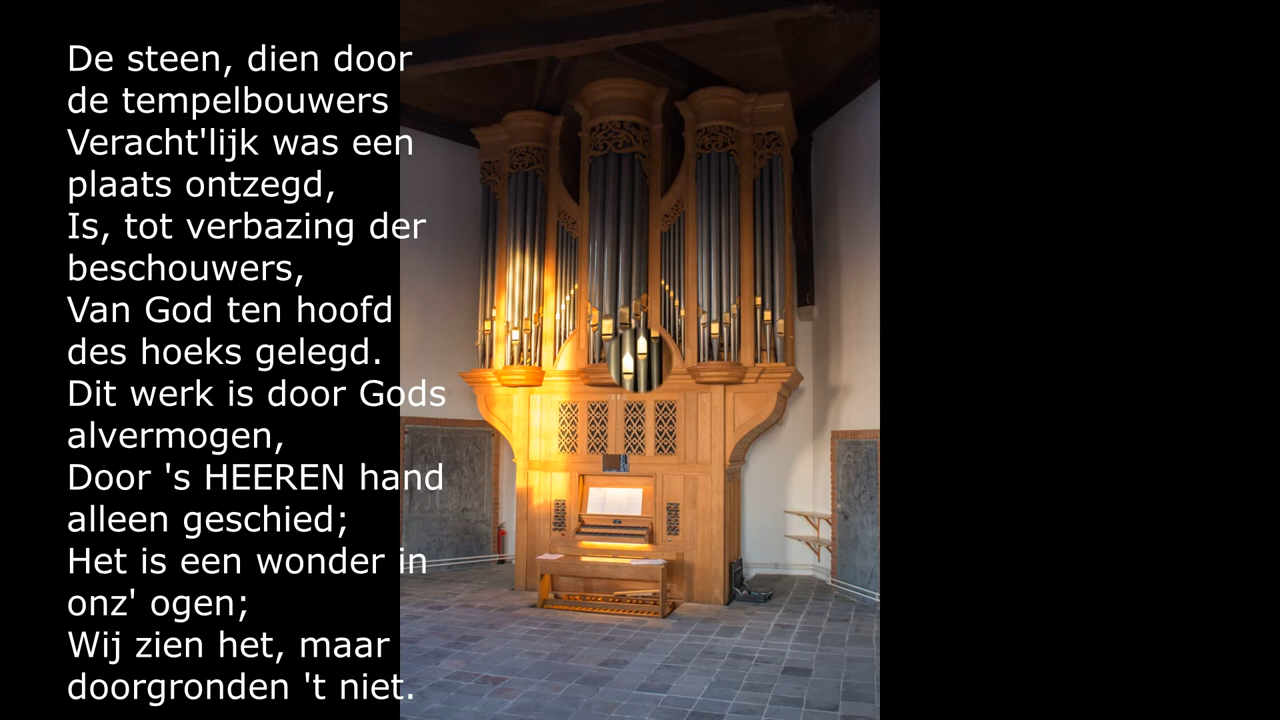 De steen, dien door
de tempelbouwers
Veracht'lijk was een
plaats ontzegd,
Is, tot verbazing der
beschouwers,
Van God ten hoofd
des hoeks gelegd.
Dit werk is door Gods
alvermogen,
Door 's HEEREN hand
alleen geschied;
Het is een wonder in
onz' ogen;
Wij zien het, maar
doorgronden 't niet.